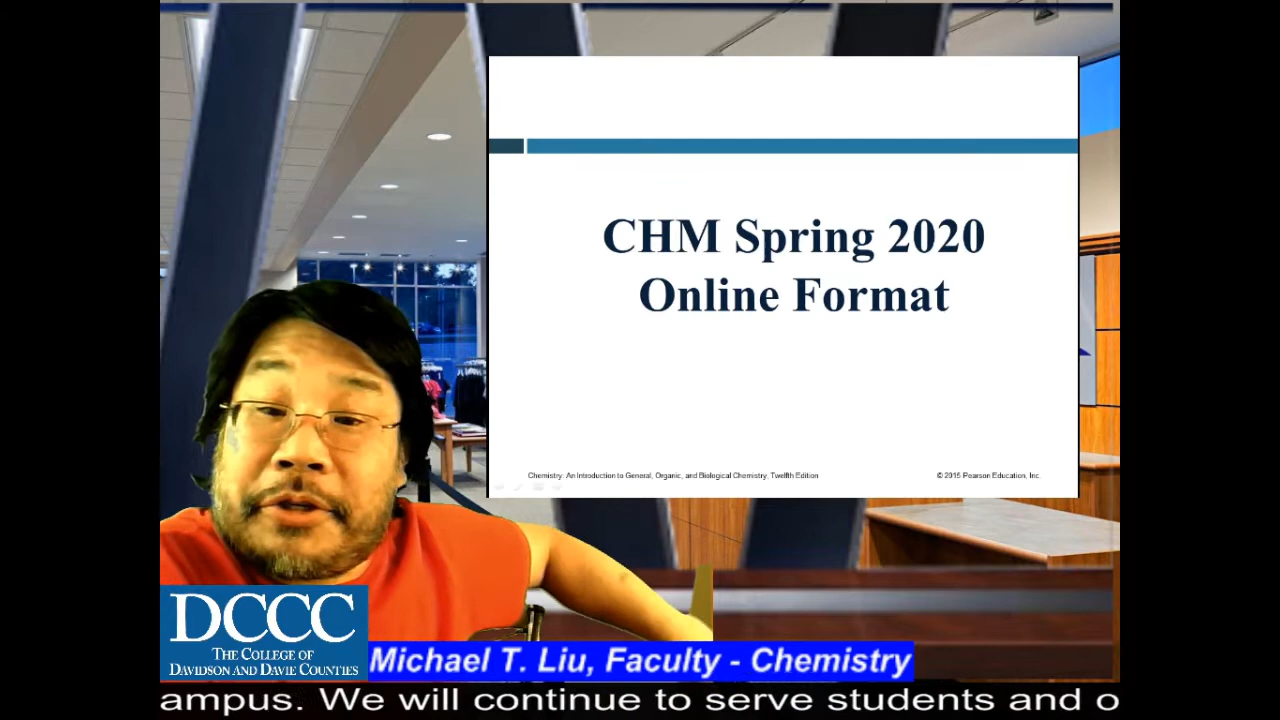 CHM Spring 2020
Online Format
Chemistry: An Introduction to General, Organic, and Biological Chemistry, Twelfth Edition
© 2015 Pearson Education, Inc.
DCCC
THE COLLEGE OF
DAVIDSON AND DAVIE COUNTIES
Michael T. Liu, Faculty - Chemistry
ampus. We will continue to serve students and o